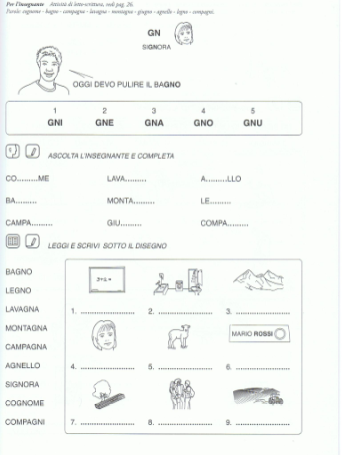 Per l'insegnante Attività di letto-scrittura, vedi pag. 26.
Parole: cognome - bagno - campagna - lavagna - montagna - giugno - agnello - legno - compagni.
GN
SIGNORA
OGGI DEVO PULIRE IL BAGNO
1 2 3 4 5
GNI GNE GNA GNO GNU
ASCOLTA L'INSEGNANTE E COMPLETA
CO.........ME LAVA......... A.........LLO
BA......... MONTA......... LE.........
CAMPA......... GIU......... COMPA.........
LEGGI E SCRIVI SOTTO IL DISEGNO
BAGNO
LEGNO
LAVAGNA
MONTAGNA
CAMPAGNA
AGNELLO
SIGNORA
COGNOME
COMPAGNI
1. .................... 2. .................... 3. ....................
MARIO ROSSI
4. .................... 5. .................... 6. ....................
7. .................... 8. .................... 9. ....................